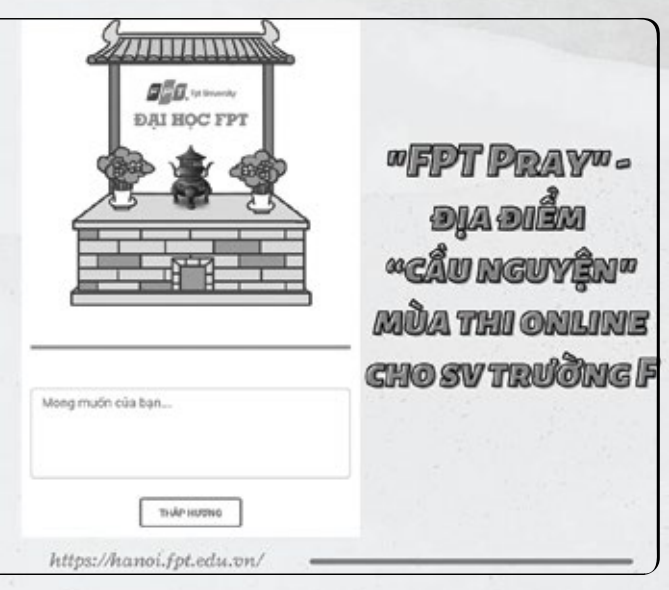 FPT. Fpt University
ĐẠI HỌC FPT
"FPT PRAY" -
ĐỊA ĐIỂM
“CẦU NGUYỆN”
MÙA THI ONLINE
CHO SV TRƯỜNG F
Mong muốn của bạn...
THẮP HƯƠNG
https://hanoi.fpt.edu.vn/